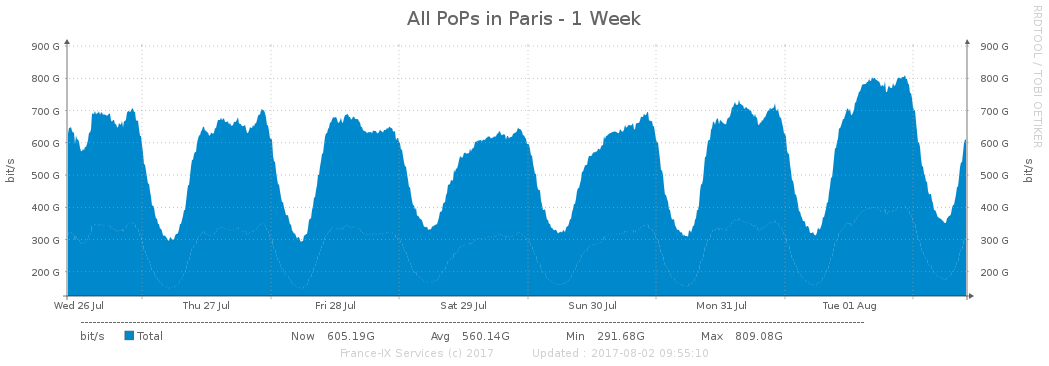 All PoPs in Paris - 1 Week
RRDTOOL / TOBI OETIKER
900 G 900 G
800 G 800 G
700 G 700 G
600 G 600 G
500 G 500 G
400 G 400 G
300 G 300 G
200 G 200 G
bit/s
bit/s
Wed 26 Jul Thu 27 Jul Fri 28 Jul Sat 29 Jul Sun 30 Jul Mon 31 Jul Tue 01 Aug
bit/s Total Now 605.19G Avg 560.14G Min 291.68G Max 809.08G
France-IX Services (c) 2017 Updated : 2017-08-02 09:55:10